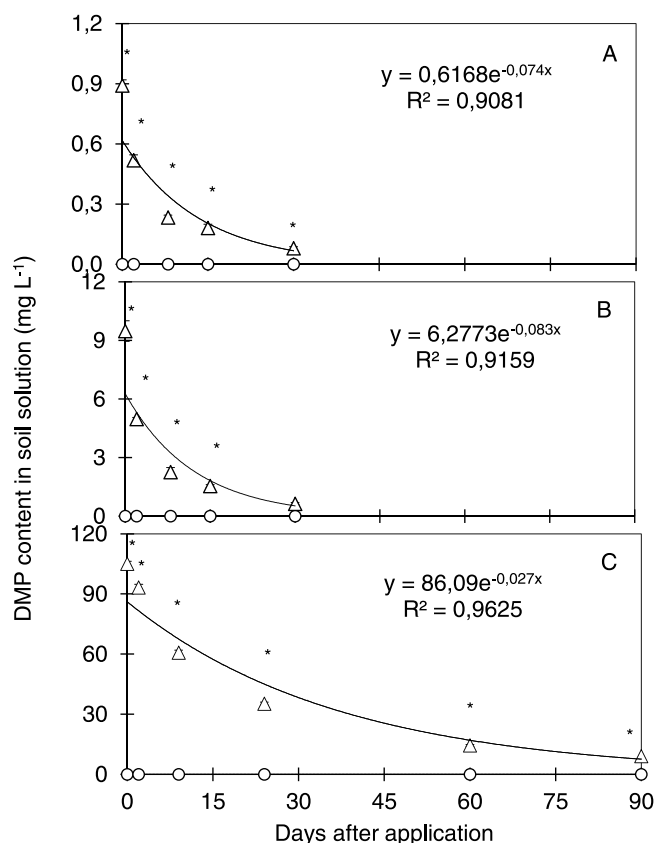 DMP content in soil solution (mg L⁻¹)
1,2
0,9
0,6
0,3
0,0
A
y = 0,6168e^-0,074x
R² = 0,9081
*
*
*
*
*
12
9
6
3
0
B
y = 6,2773e^-0,083x
R² = 0,9159
*
*
*
*
120
90
60
30
0
C
y = 86,09e^-0,027x
R² = 0,9625
*
*
*
*
*
*
0 15 30 45 60 75 90
Days after application